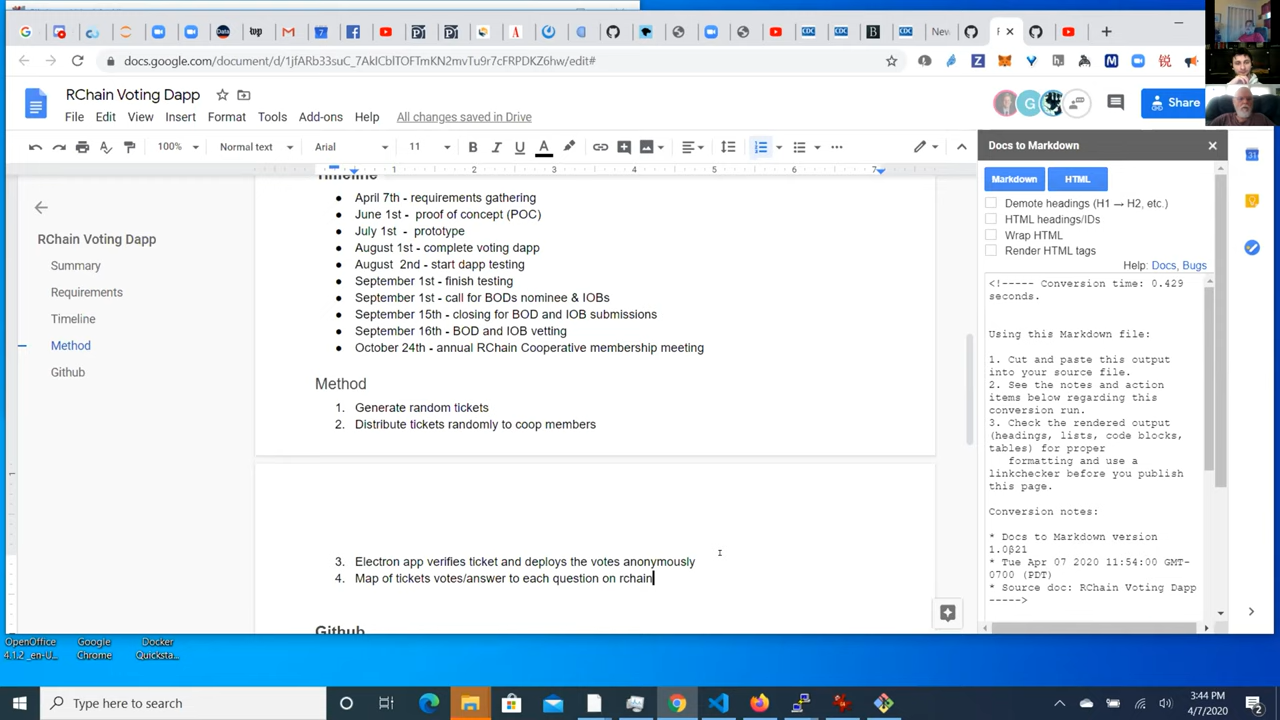 New
docs.google.com/document/d/1jfARb33suC_7AkICbITOFTmKN2mvTu9r7cFRPDKZ6hw/edit#
RChain Voting Dapp
File Edit View Insert Format Tools Add-ons Help All changes saved in Drive
Share
100% Normal text Arial 11
Docs to Markdown
Markdown HTML
Demote headings (H1 → H2, etc.)
HTML headings/IDs
Wrap HTML
Render HTML tags
Help: Docs, Bugs
<!----- Conversion time: 0.429
seconds.
Using this Markdown file:
1. Cut and paste this output
into your source file.
2. See the notes and action
items below regarding this
conversion run.
3. Check the rendered output
(headings, lists, code blocks,
tables) for proper
formatting and use a
linkchecker before you publish
this page.
Conversion notes:
* Docs to Markdown version
1.0β21
* Tue Apr 07 2020 11:54:00 GMT-
0700 (PDT)
* Source doc: RChain Voting Dapp
----->
RChain Voting Dapp
Summary
Requirements
Timeline
Method
Github
Timeline
● April 7th - requirements gathering
● June 1st - proof of concept (POC)
● July 1st - prototype
● August 1st - complete voting dapp
● August 2nd - start dapp testing
● September 1st - finish testing
● September 1st - call for BODs nominee & IOBs
● September 15th - closing for BOD and IOB submissions
● September 16th - BOD and IOB vetting
● October 24th - annual RChain Cooperative membership meeting
Method
1. Generate random tickets
2. Distribute tickets randomly to coop members
3. Electron app verifies ticket and deploys the votes anonymously
4. Map of tickets votes/answer to each question on rchain
Github
OpenOffice
4.1.2 _en-U...
Google
Chrome
Docker
Quicksta...
Type here to search
3:44 PM
4/7/2020